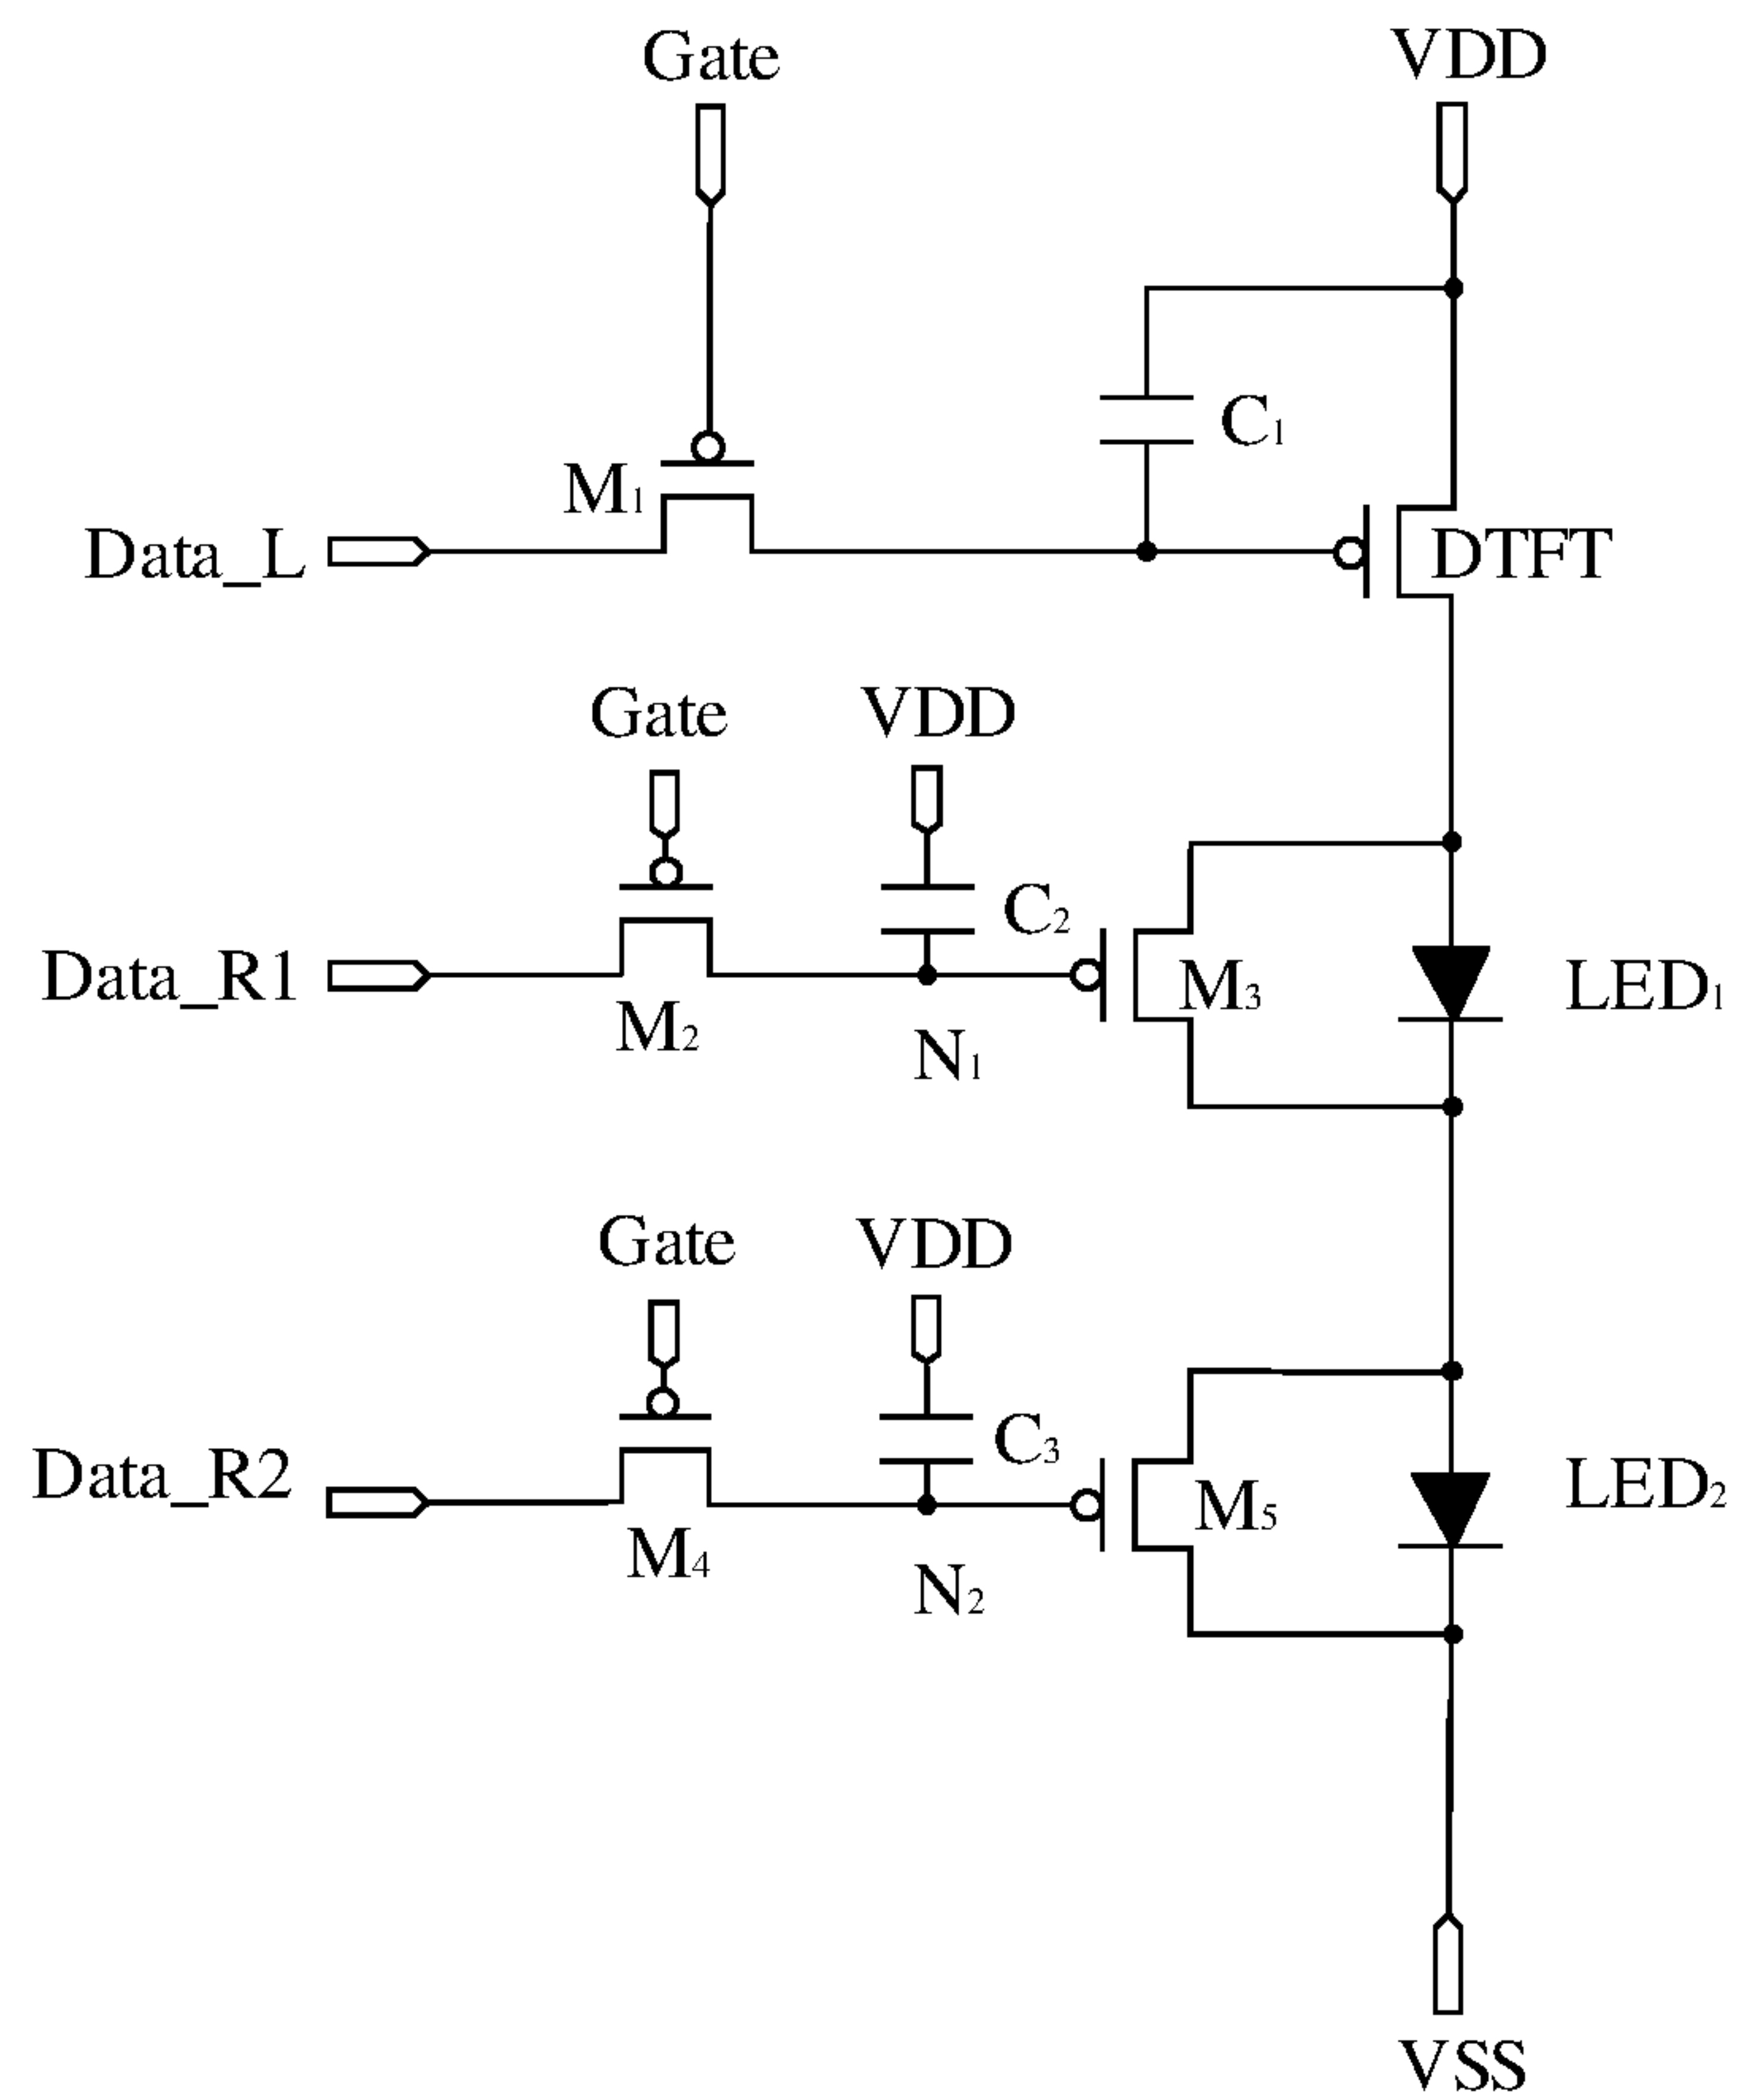 Gate
VDD
C1
M1
Data_L
DTFT
Gate
VDD
C2
Data_R1
M3
LED1
M2
N1
Gate
VDD
C3
Data_R2
M5
LED2
M4
N2
VSS